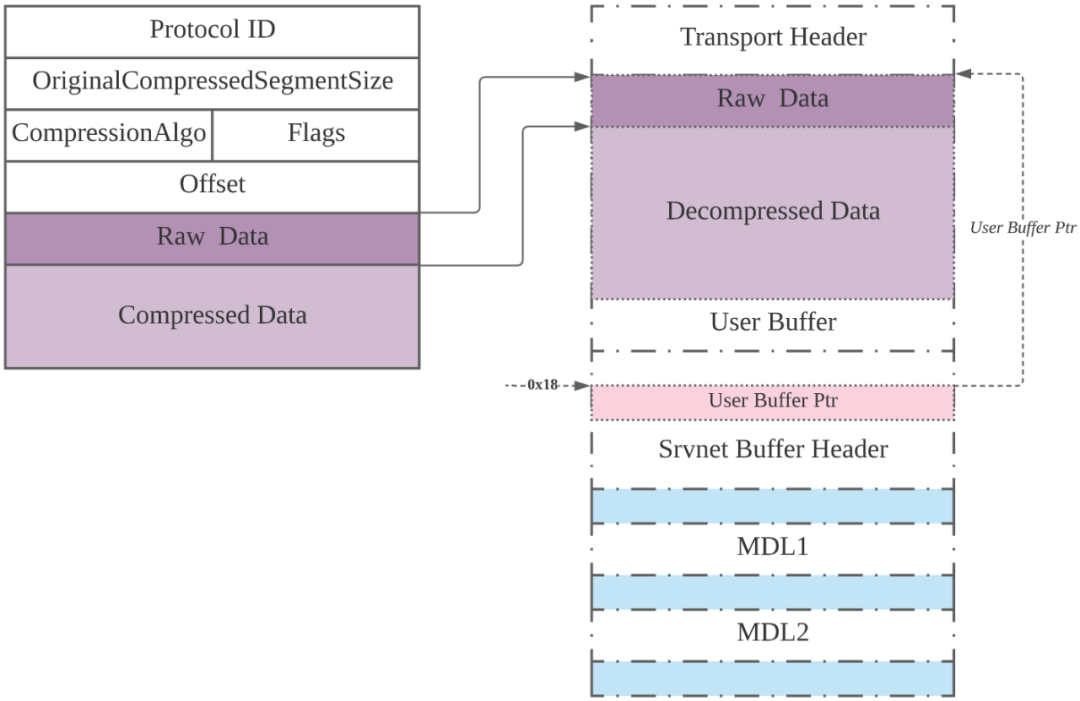 Protocol ID
OriginalCompressedSegmentSize
CompressionAlgo
Flags
Offset
Raw Data
Compressed Data
Transport Header
Raw Data
Decompressed Data
User Buffer Ptr
User Buffer
0x18
User Buffer Ptr
Srvnet Buffer Header
MDL1
MDL2